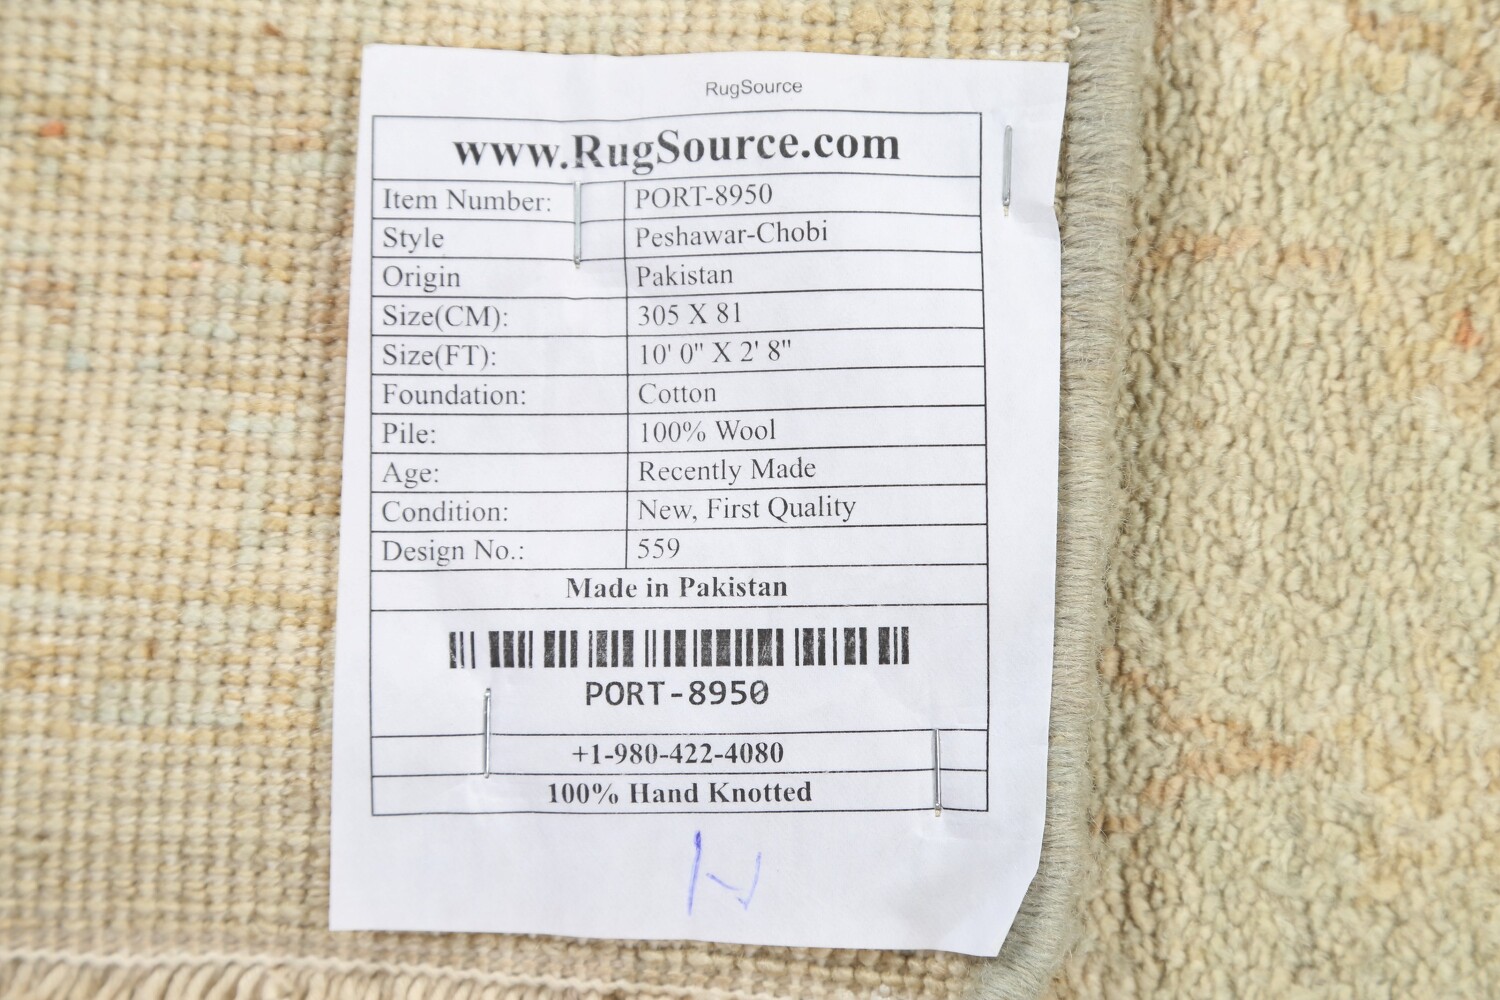 RugSource
www.RugSource.com
Item Number: PORT-8950
Style Peshawar-Chobi
Origin Pakistan
Size(CM): 305 X 81
Size(FT): 10' 0" X 2' 8"
Foundation: Cotton
Pile: 100% Wool
Age: Recently Made
Condition: New, First Quality
Design No.: 559
Made in Pakistan
PORT-8950
+1-980-422-4080
100% Hand Knotted